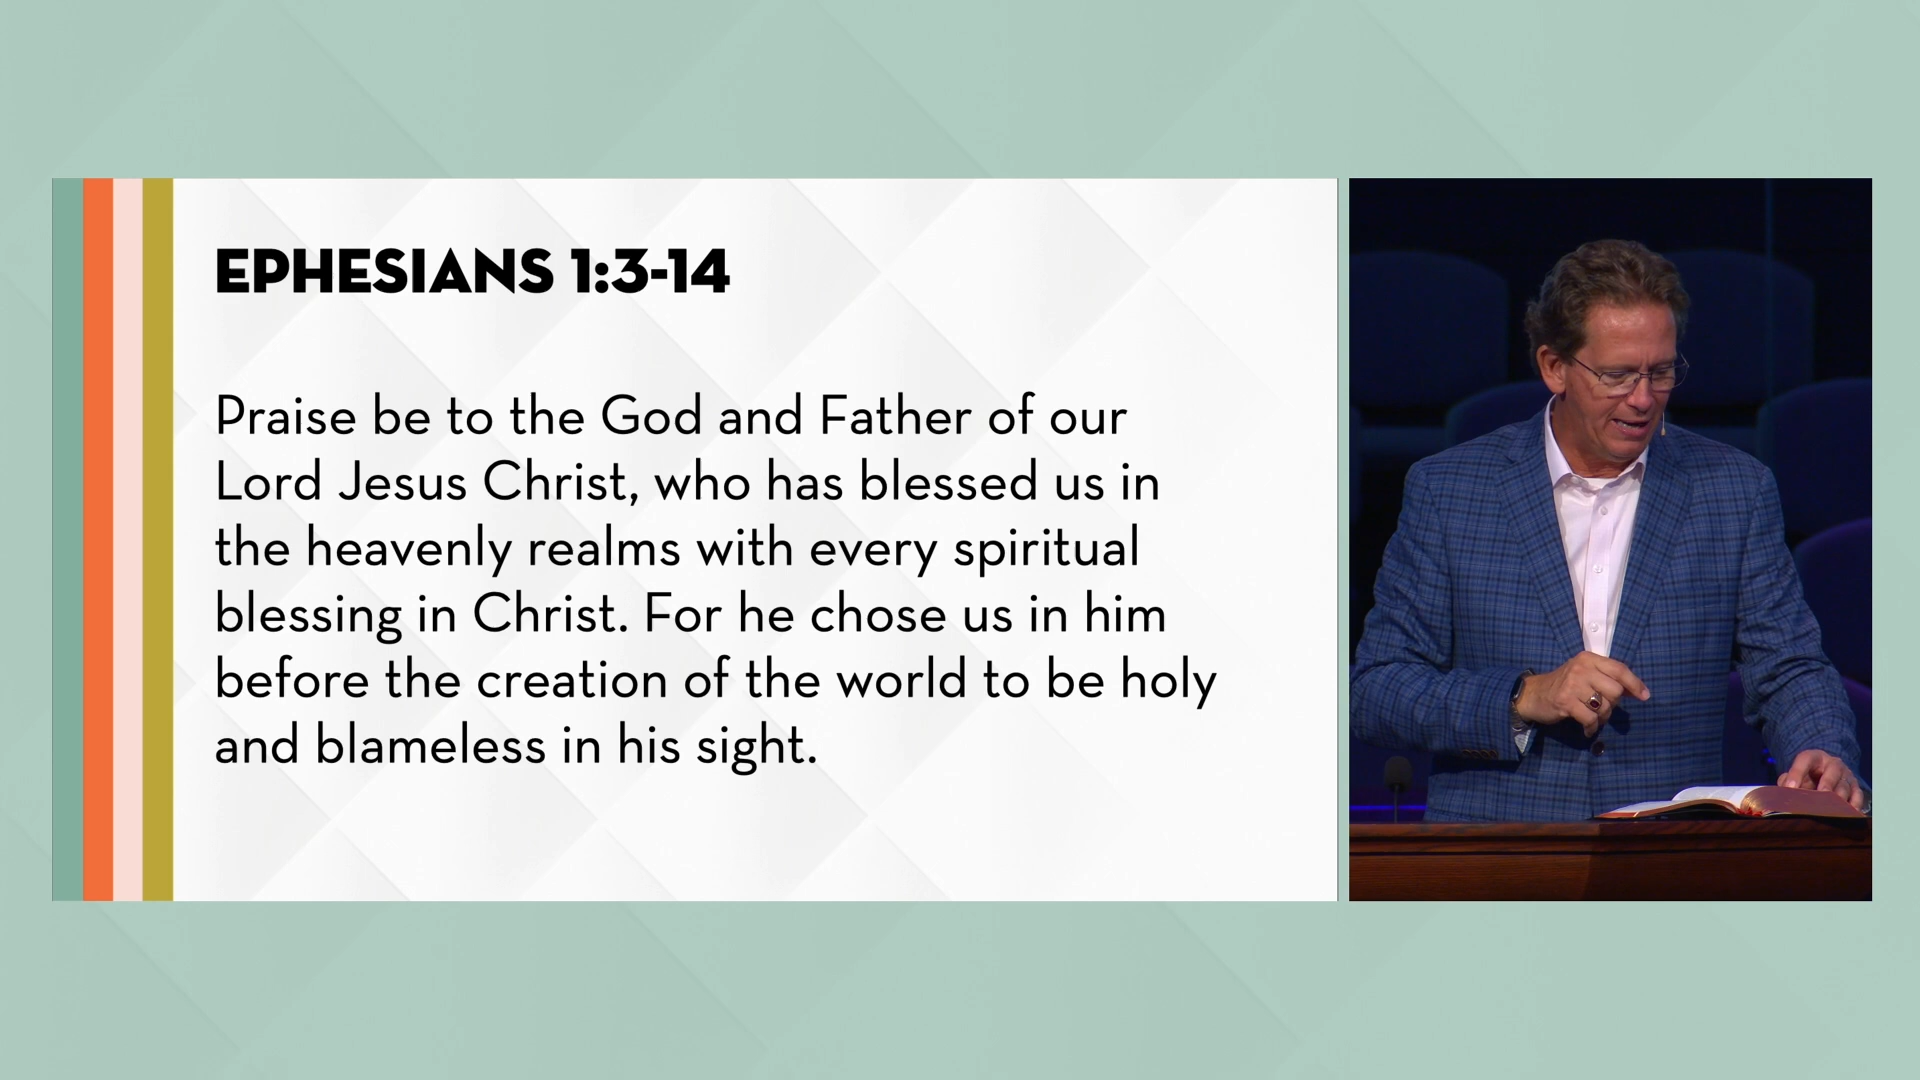 EPHESIANS 1:3-14
Praise be to the God and Father of our
Lord Jesus Christ, who has blessed us in
the heavenly realms with every spiritual
blessing in Christ. For he chose us in him
before the creation of the world to be holy
and blameless in his sight.